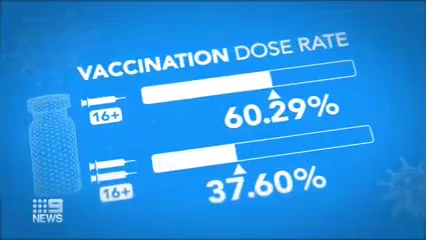 VACCINATION DOSE RATE
16+
60.29%
16+
37.60%
9
NEWS